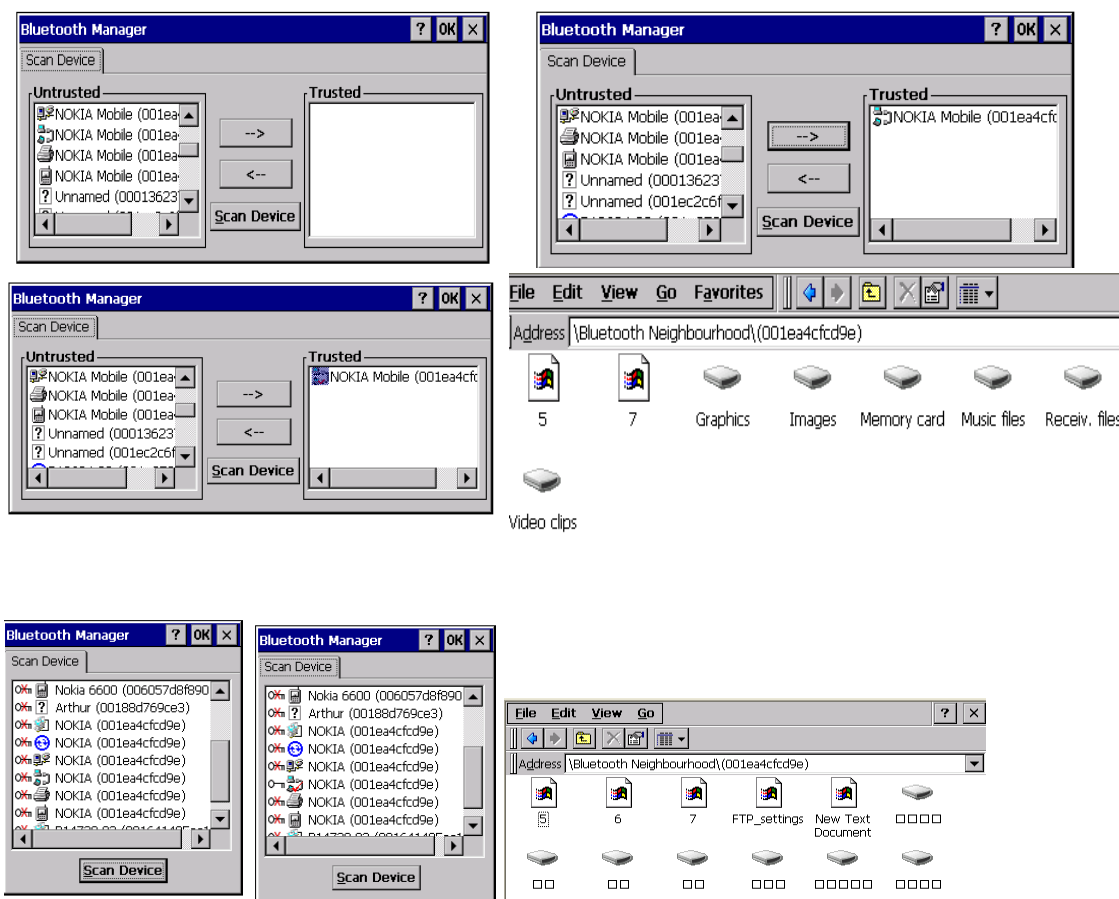 Bluetooth Manager ? OK ×
Scan Device
Untrusted
NOKIA Mobile (001ea
NOKIA Mobile (001ea
NOKIA Mobile (001ea
NOKIA Mobile (001ea
? Unnamed (00013623
-->
<--
Scan Device
Trusted
Bluetooth Manager ? OK ×
Scan Device
Untrusted
NOKIA Mobile (001ea
NOKIA Mobile (001ea
NOKIA Mobile (001ea
? Unnamed (00013623
? Unnamed (001ec2c6f
-->
<--
Scan Device
Trusted
NOKIA Mobile (001ea4cfc
Bluetooth Manager ? OK ×
Scan Device
Untrusted
NOKIA Mobile (001ea
NOKIA Mobile (001ea
NOKIA Mobile (001ea
? Unnamed (00013623
? Unnamed (001ec2c6f
-->
<--
Scan Device
Trusted
NOKIA Mobile (001ea4cfc
File Edit View Go Favorites
Address \Bluetooth Neighbourhood\(001ea4cfcd9e)
5 7 Graphics Images Memory card Music files Receiv. files
Video clips
Bluetooth Manager ? OK ×
Scan Device
Nokia 6600 (006057d8f890
? Arthur (00188d769ce3)
NOKIA (001ea4cfcd9e)
NOKIA (001ea4cfcd9e)
NOKIA (001ea4cfcd9e)
NOKIA (001ea4cfcd9e)
NOKIA (001ea4cfcd9e)
NOKIA (001ea4cfcd9e)
Scan Device
Bluetooth Manager ? OK ×
Scan Device
Nokia 6600 (006057d8f890
? Arthur (00188d769ce3)
NOKIA (001ea4cfcd9e)
NOKIA (001ea4cfcd9e)
NOKIA (001ea4cfcd9e)
NOKIA (001ea4cfcd9e)
NOKIA (001ea4cfcd9e)
NOKIA (001ea4cfcd9e)
Scan Device
File Edit View Go ? ×
Address \Bluetooth Neighbourhood\(001ea4cfcd9e)
5 6 7 FTP_settings New Text
Document
□□□□
□□ □□ □□ □□□ □□□□□ □□□□